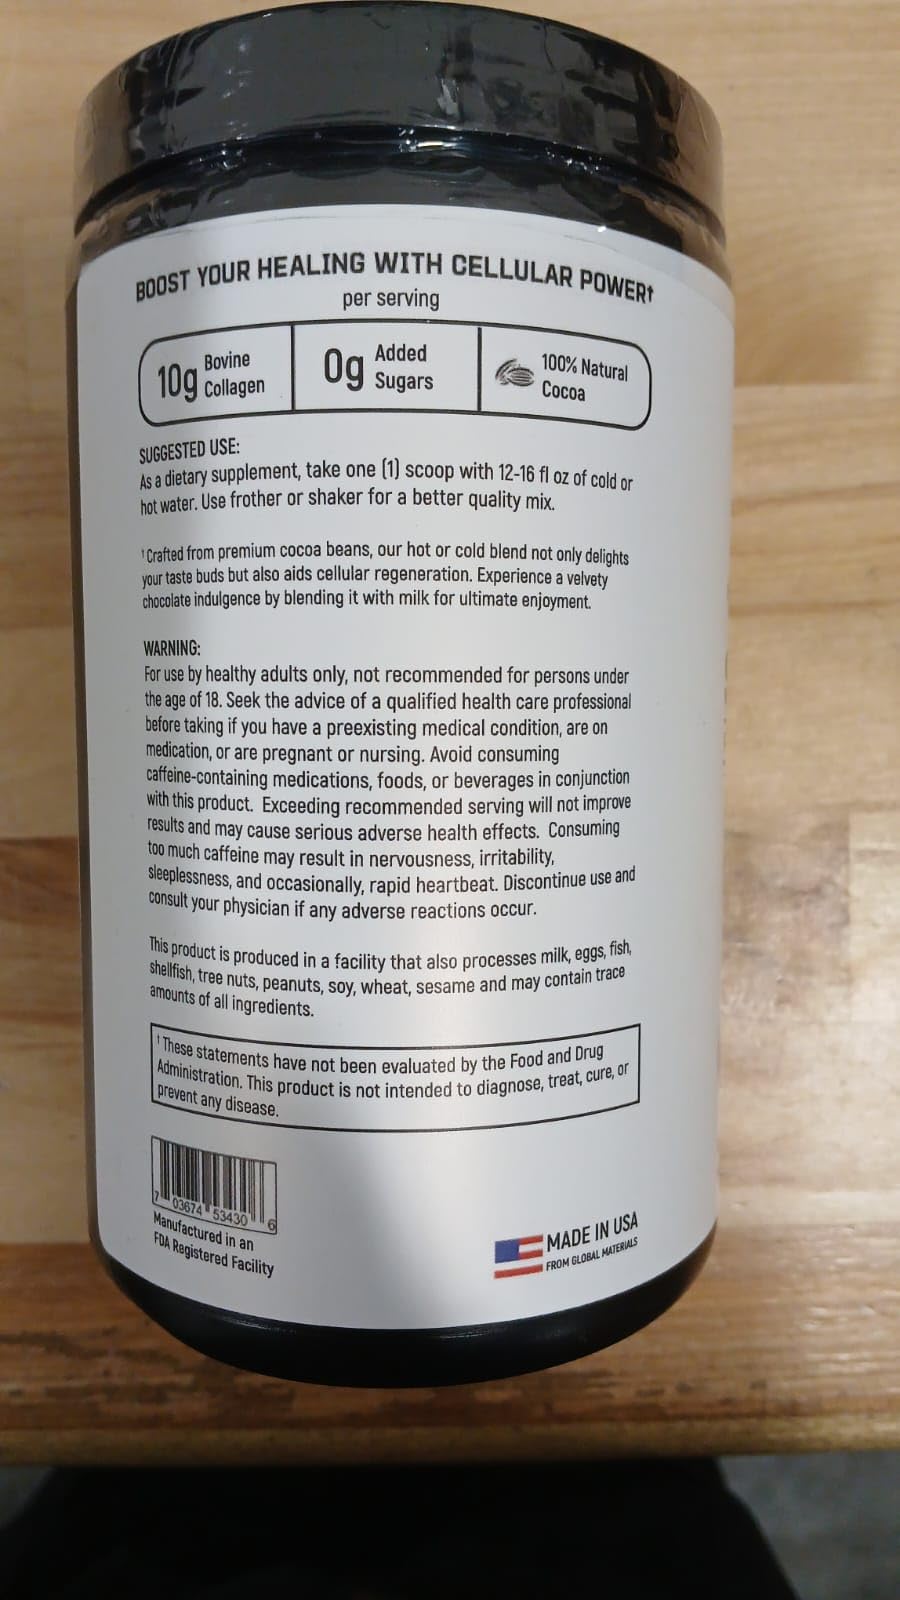 BOOST YOUR HEALING WITH CELLULAR POWER†
per serving
10g Bovine Collagen
0g Added Sugars
100% Natural Cocoa
SUGGESTED USE:
As a dietary supplement, take one (1) scoop with 12-16 fl oz of cold or
hot water. Use frother or shaker for a better quality mix.
† Crafted from premium cocoa beans, our hot or cold blend not only delights
your taste buds but also aids cellular regeneration. Experience a velvety
chocolate indulgence by blending it with milk for ultimate enjoyment.
WARNING:
For use by healthy adults only, not recommended for persons under
the age of 18. Seek the advice of a qualified health care professional
before taking if you have a preexisting medical condition, are on
medication, or are pregnant or nursing. Avoid consuming
caffeine-containing medications, foods, or beverages in conjunction
with this product. Exceeding recommended serving will not improve
results and may cause serious adverse health effects. Consuming
too much caffeine may result in nervousness, irritability,
sleeplessness, and occasionally, rapid heartbeat. Discontinue use and
consult your physician if any adverse reactions occur.
This product is produced in a facility that also processes milk, eggs, fish,
shellfish, tree nuts, peanuts, soy, wheat, sesame and may contain trace
amounts of all ingredients.
† These statements have not been evaluated by the Food and Drug
Administration. This product is not intended to diagnose, treat, cure, or
prevent any disease.
7 03674 53430 6
Manufactured in an
FDA Registered Facility
MADE IN USA
FROM GLOBAL MATERIALS